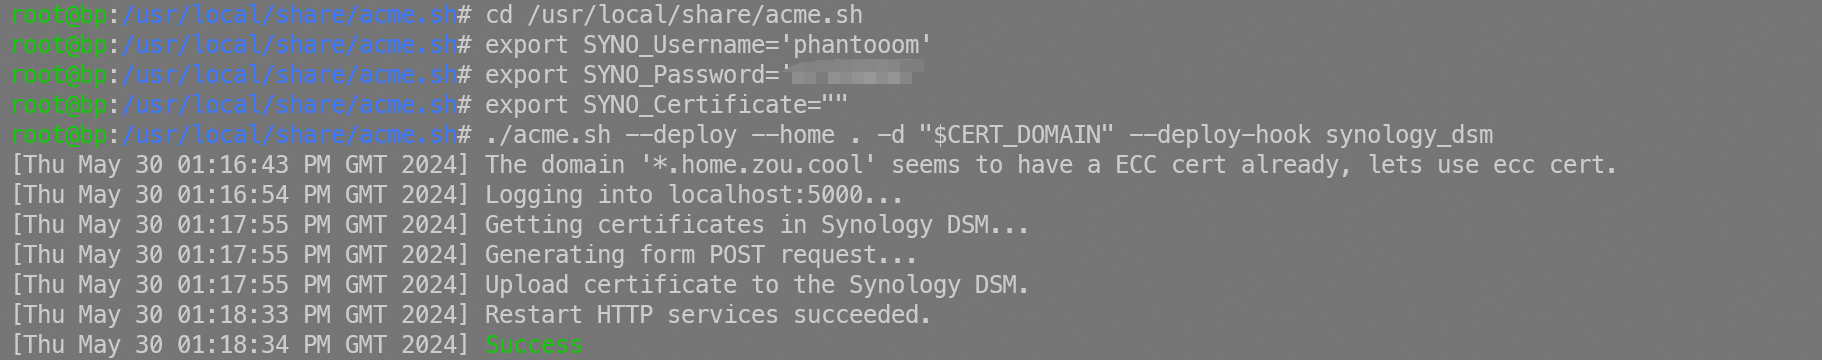 root@bp:/usr/local/share/acme.sh# cd /usr/local/share/acme.sh
root@bp:/usr/local/share/acme.sh# export SYNO_Username='phantooom'
root@bp:/usr/local/share/acme.sh# export SYNO_Password='
root@bp:/usr/local/share/acme.sh# export SYNO_Certificate=""
root@bp:/usr/local/share/acme.sh# ./acme.sh --deploy --home . -d "$CERT_DOMAIN" --deploy-hook synology_dsm
[Thu May 30 01:16:43 PM GMT 2024] The domain '*.home.zou.cool' seems to have a ECC cert already, lets use ecc cert.
[Thu May 30 01:16:54 PM GMT 2024] Logging into localhost:5000...
[Thu May 30 01:17:55 PM GMT 2024] Getting certificates in Synology DSM...
[Thu May 30 01:17:55 PM GMT 2024] Generating form POST request...
[Thu May 30 01:17:55 PM GMT 2024] Upload certificate to the Synology DSM.
[Thu May 30 01:18:33 PM GMT 2024] Restart HTTP services succeeded.
[Thu May 30 01:18:34 PM GMT 2024] Success